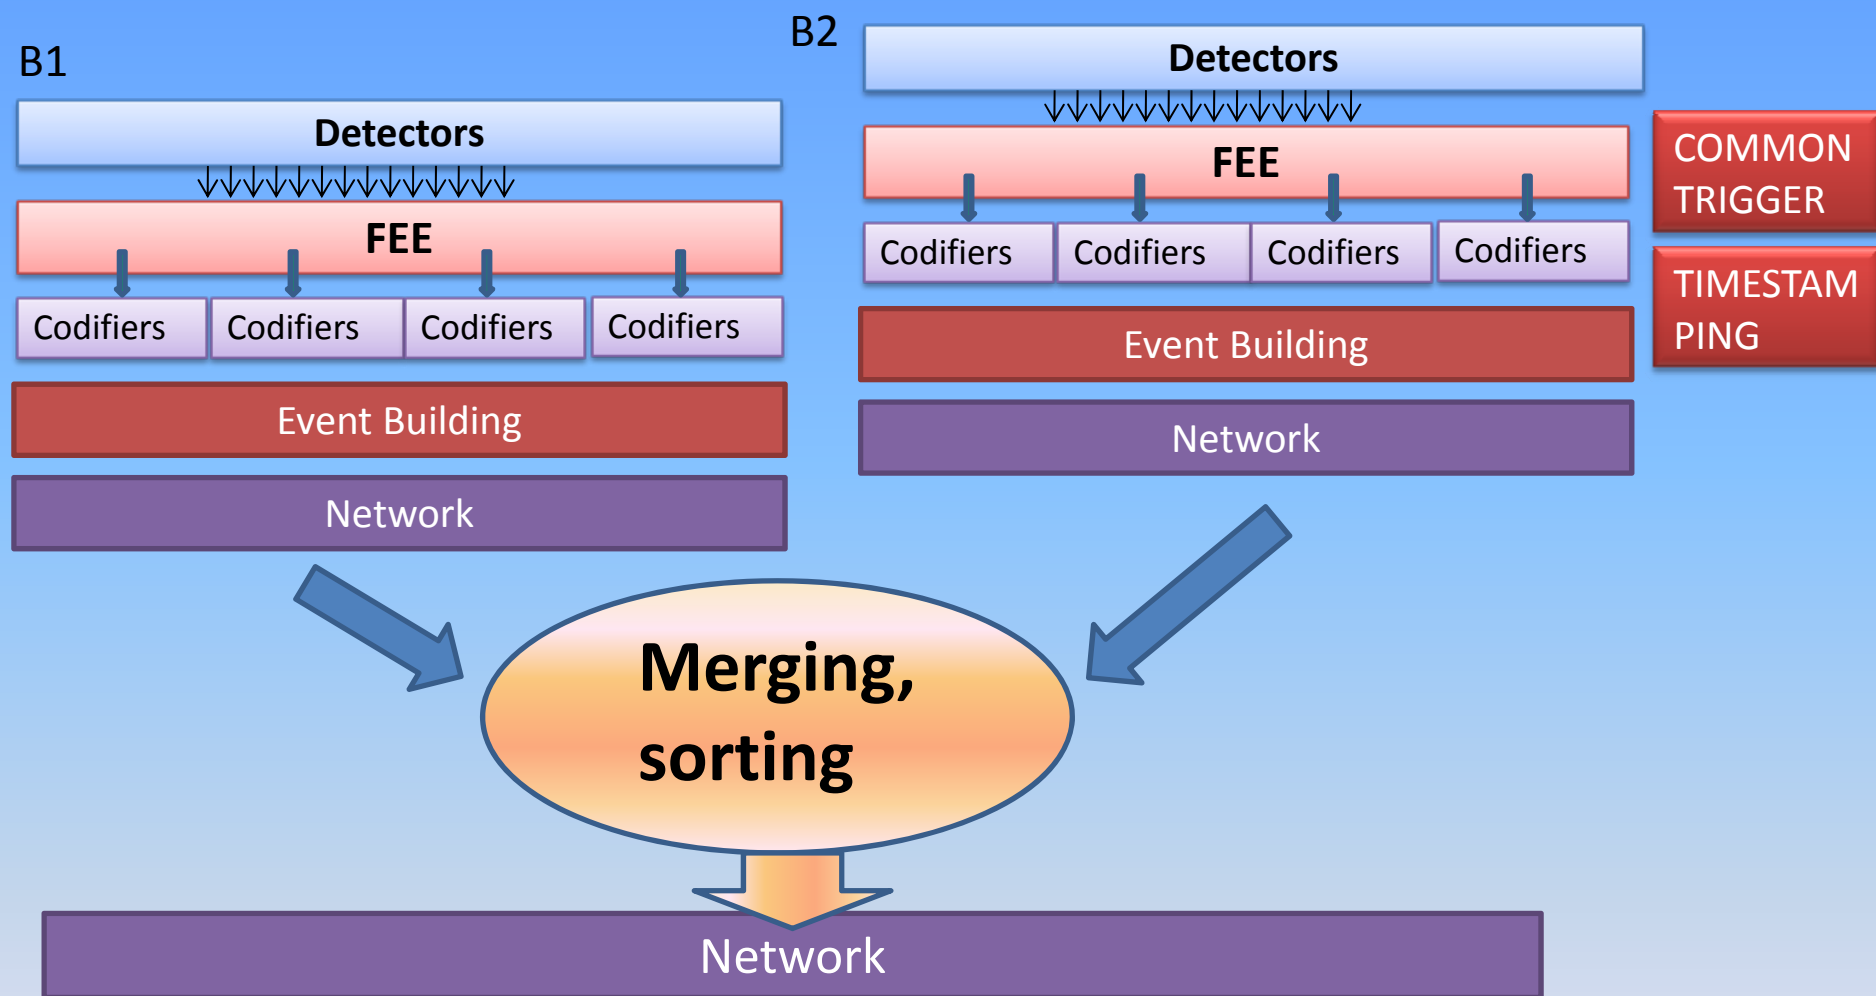 B1
Detectors
FEE
Codifiers Codifiers Codifiers Codifiers
Event Building
Network
B2
Detectors
FEE
Codifiers Codifiers Codifiers Codifiers
Event Building
Network
COMMON
TRIGGER
TIMESTAM
PING
Merging,
sorting
Network